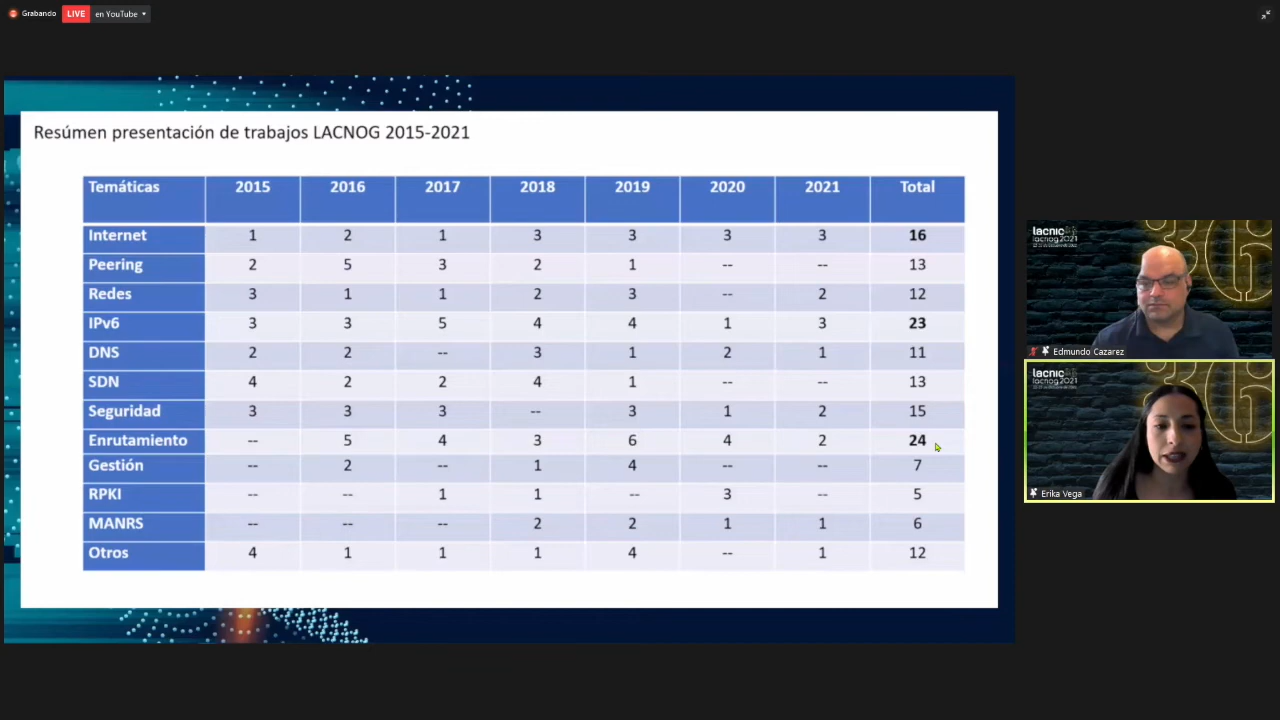 Grabando LIVE en YouTube
Resúmen presentación de trabajos LACNOG 2015-2021
Temáticas 2015 2016 2017 2018 2019 2020 2021 Total
Internet 1 2 1 3 3 3 3 16
Peering 2 5 3 2 1 -- -- 13
Redes 3 1 1 2 3 -- 2 12
IPv6 3 3 5 4 4 1 3 23
DNS 2 2 -- 3 1 2 1 11
SDN 4 2 2 4 1 -- -- 13
Seguridad 3 3 3 -- 3 1 2 15
Enrutamiento -- 5 4 3 6 4 2 24
Gestión -- 2 -- 1 4 -- -- 7
RPKI -- -- 1 1 -- 3 -- 5
MANRS -- -- -- 2 2 1 1 6
Otros 4 1 1 1 4 -- 1 12
lacnic 36
lacnog 2021
Edmundo Cazarez
lacnic 36
lacnog 2021
Erika Vega